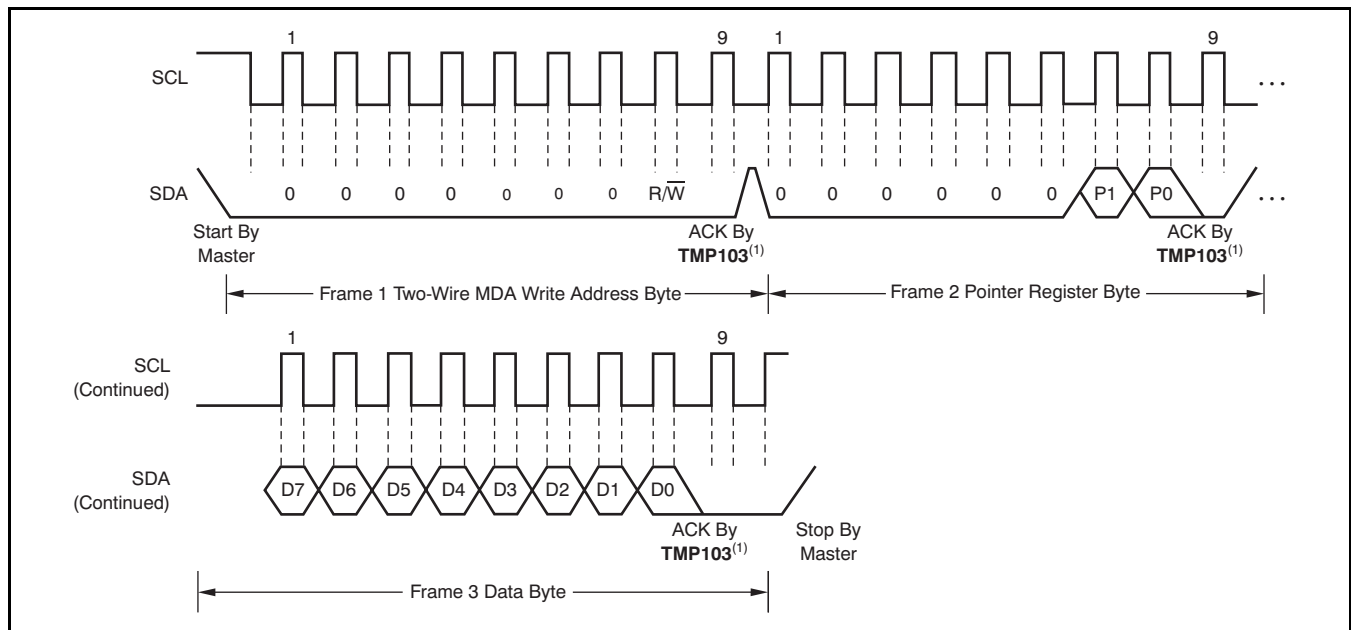 1 9 1 9
SCL ...
SDA 0 0 0 0 0 0 0 R/W̅ 0 0 0 0 0 0 P1 P0 ...
Start By Master
ACK By TMP103(1)
ACK By TMP103(1)
Frame 1 Two-Wire MDA Write Address Byte
Frame 2 Pointer Register Byte
1 9
SCL
(Continued)
SDA
(Continued)
D7 D6 D5 D4 D3 D2 D1 D0
ACK By
TMP103(1)
Stop By
Master
Frame 3 Data Byte